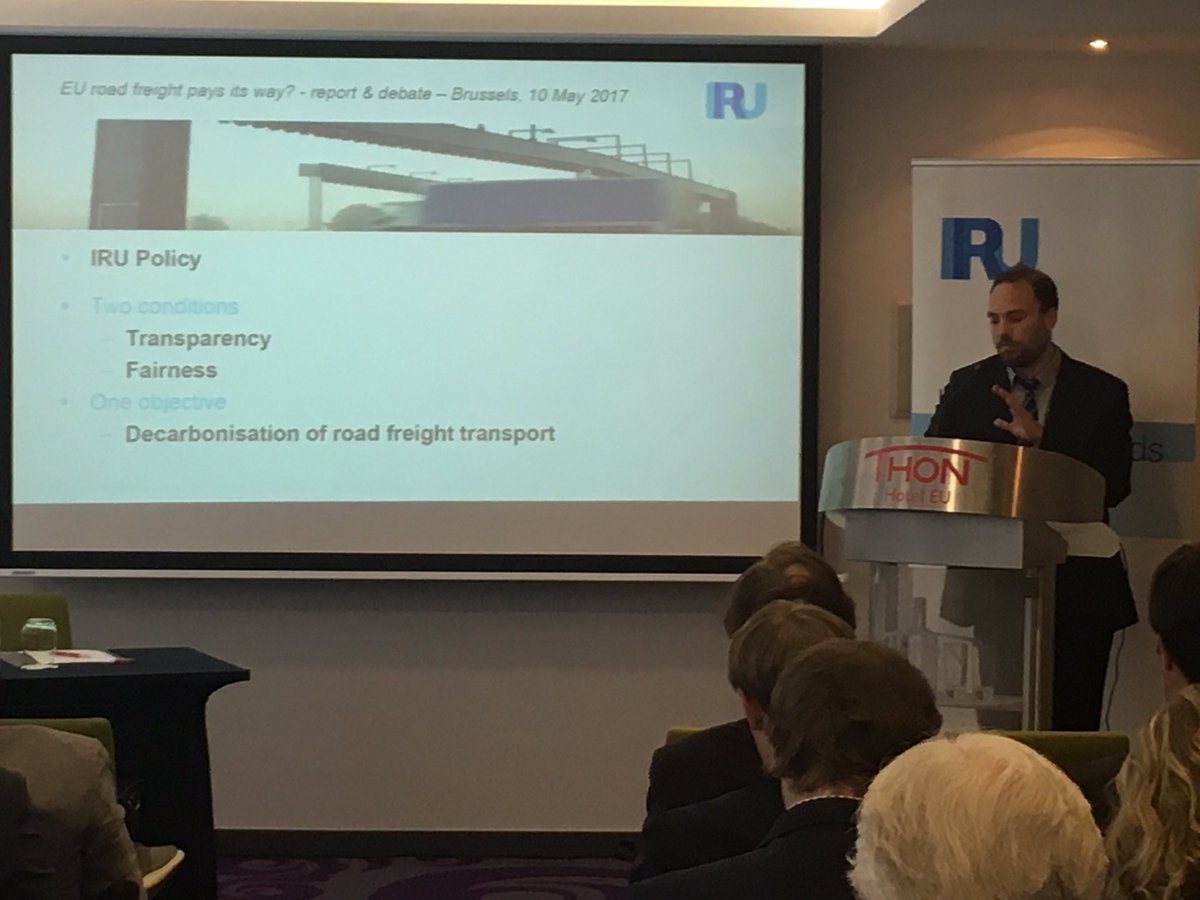 EU road freight pays its way? - report & debate – Brussels, 10 May 2017
IRU
• IRU Policy
• Two conditions
– Transparency
– Fairness
• One objective
– Decarbonisation of road freight transport
IRU
ds
THON
Hotel EU